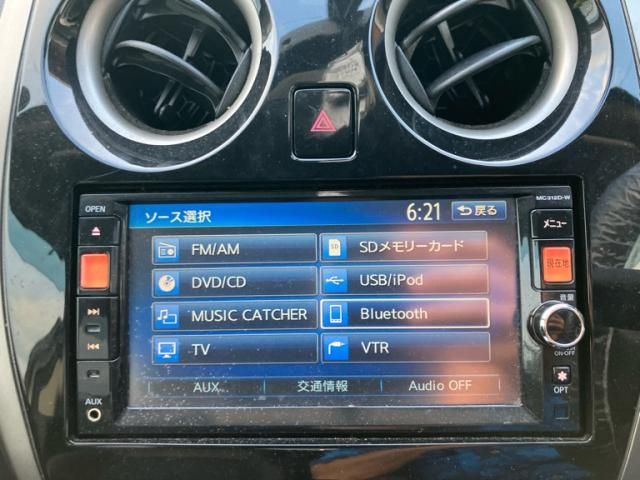 OPEN
MC312D-W
ソース選択
6:21
戻る
メニュー
FM/AM
SDメモリーカード
SD
現在地
DVD/CD
USB/iPod
音量
MUSIC CATCHER
Bluetooth
TV
VTR
ON·OFF
AUX
交通情報
Audio OFF
OPT
AUX